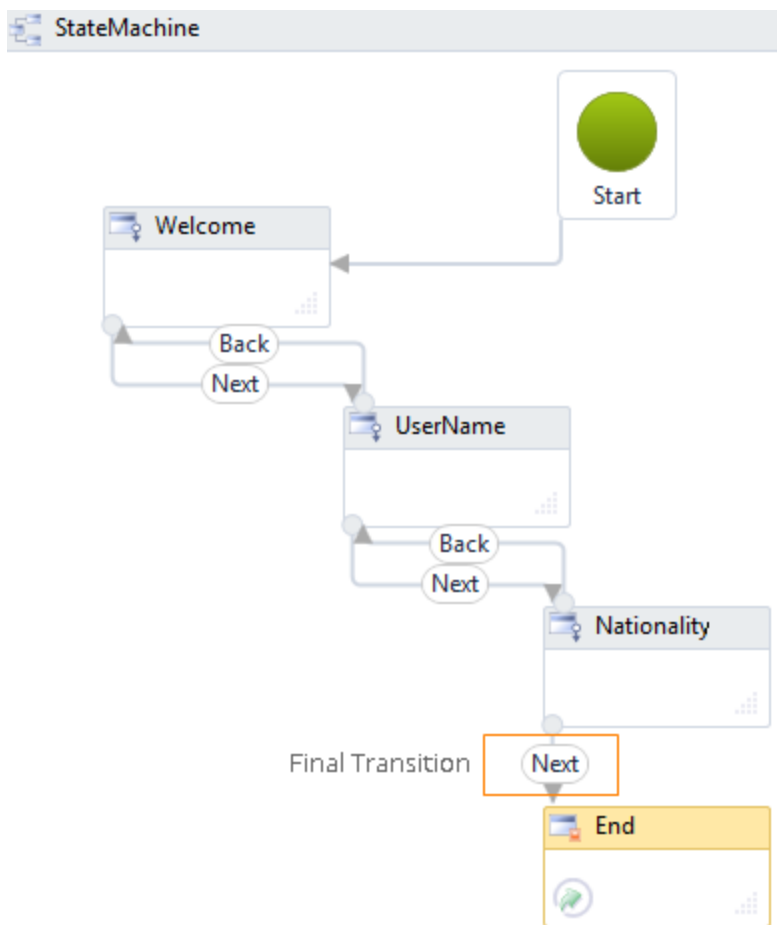 StateMachine
Start
Welcome
Back
Next
UserName
Back
Next
Nationality
Final Transition
Next
End